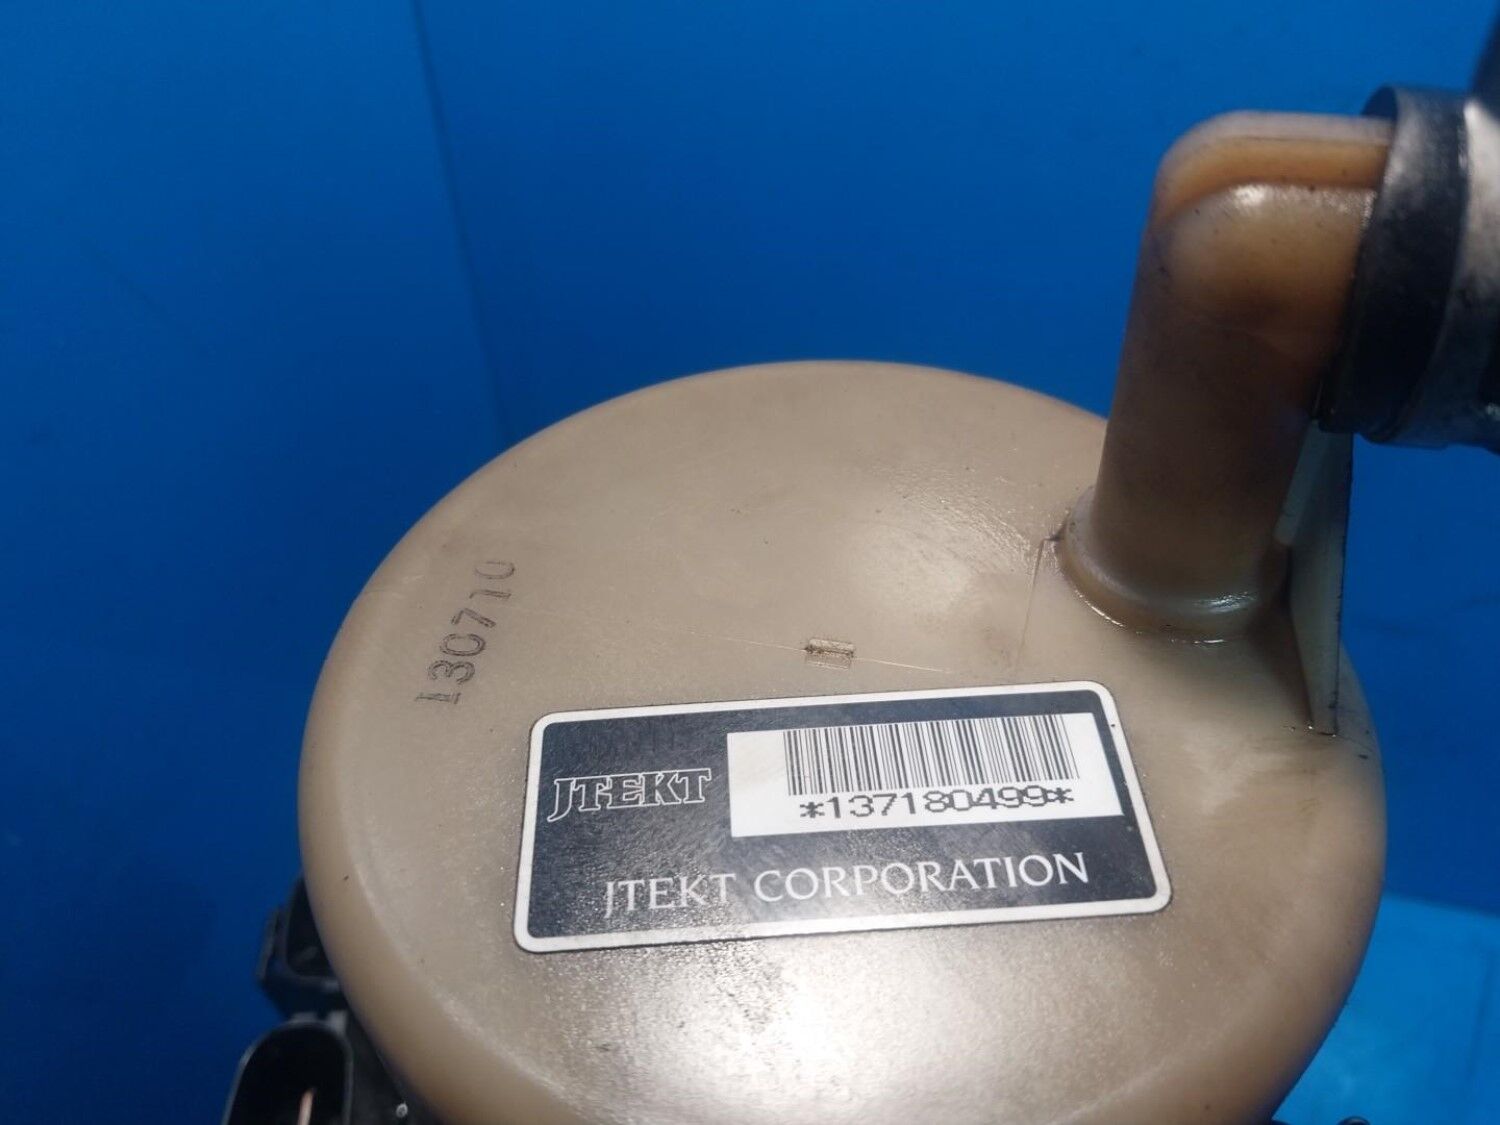 130710
JTEKT
*137180499*
JTEKT CORPORATION